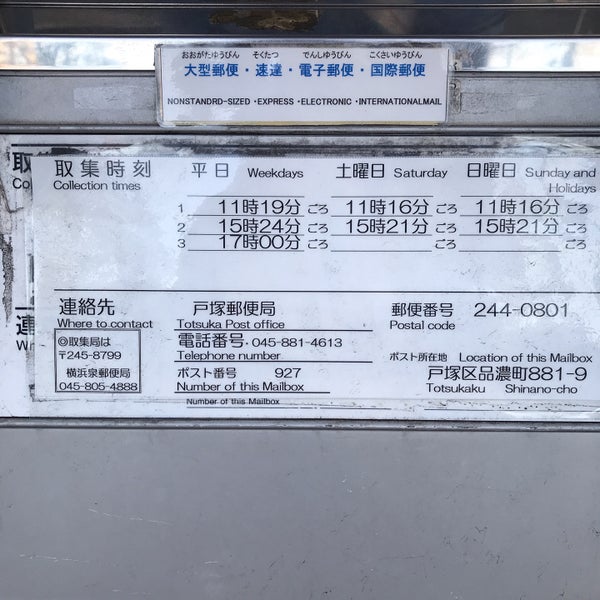 おおがたゆうびん そくたつ でんしゆうびん こくさいゆうびん
大型郵便・速達・電子郵便・国際郵便
NONSTANDRD-SIZED・EXPRESS・ELECTRONIC・INTERNATIONALMAIL
取集時刻 平日 Weekdays 土曜日 Saturday 日曜日 Sunday and
Collection times Holidays
1 11時19分ごろ 11時16分ごろ 11時16分ごろ
2 15時24分ごろ 15時21分ごろ 15時21分ごろ
3 17時00分ごろ
連絡先 戸塚郵便局 郵便番号 244-0801
Where to contact Totsuka Post office Postal code
◎取集局は 電話番号・045-881-4613
〒245-8799 Telephone number ポスト所在地 Location of this Mailbox
横浜泉郵便局 ポスト番号 927 戸塚区品濃町881-9
045-805-4888 Number of this Mailbox Totsukaku Shinano-cho
Number of this Mailbox